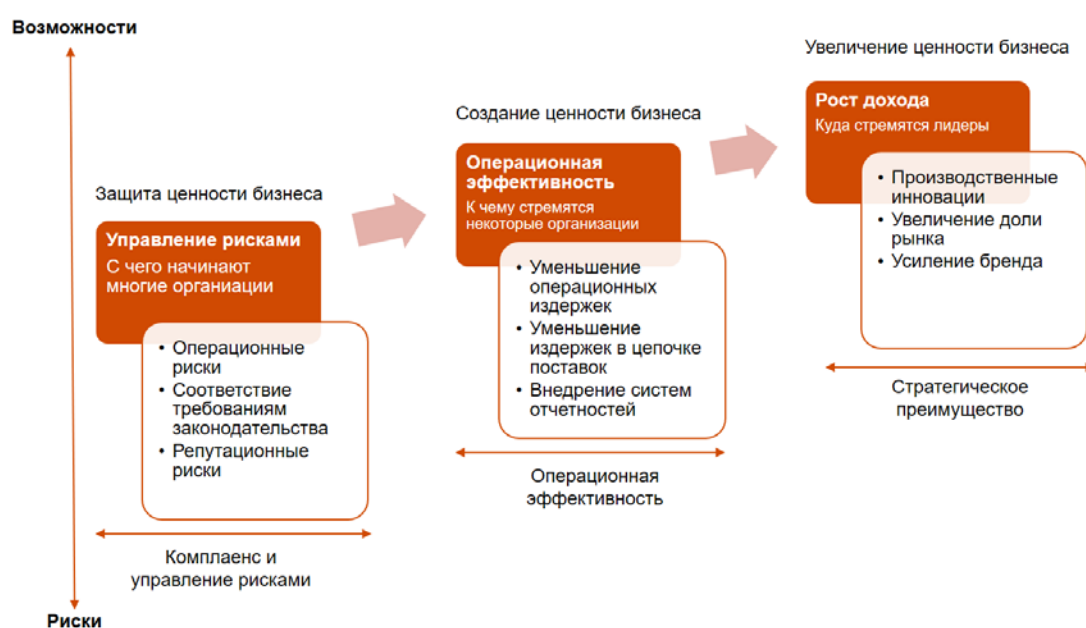 Возможности
Защита ценности бизнеса
Управление рисками
С чего начинают
многие органиации
• Операционные
риски
• Соответствие
требованиям
законодательства
• Репутационные
риски
Комплаенс и
управление рисками
Создание ценности бизнеса
Операционная
эффективность
К чему стремятся
некоторые организации
• Уменьшение
операционных
издержек
• Уменьшение
издержек в цепочке
поставок
• Внедрение систем
отчетностей
Операционная
эффективность
Увеличение ценности бизнеса
Рост дохода
Куда стремятся лидеры
• Производственные
инновации
• Увеличение доли
рынка
• Усиление бренда
Стратегическое
преимущество
Риски